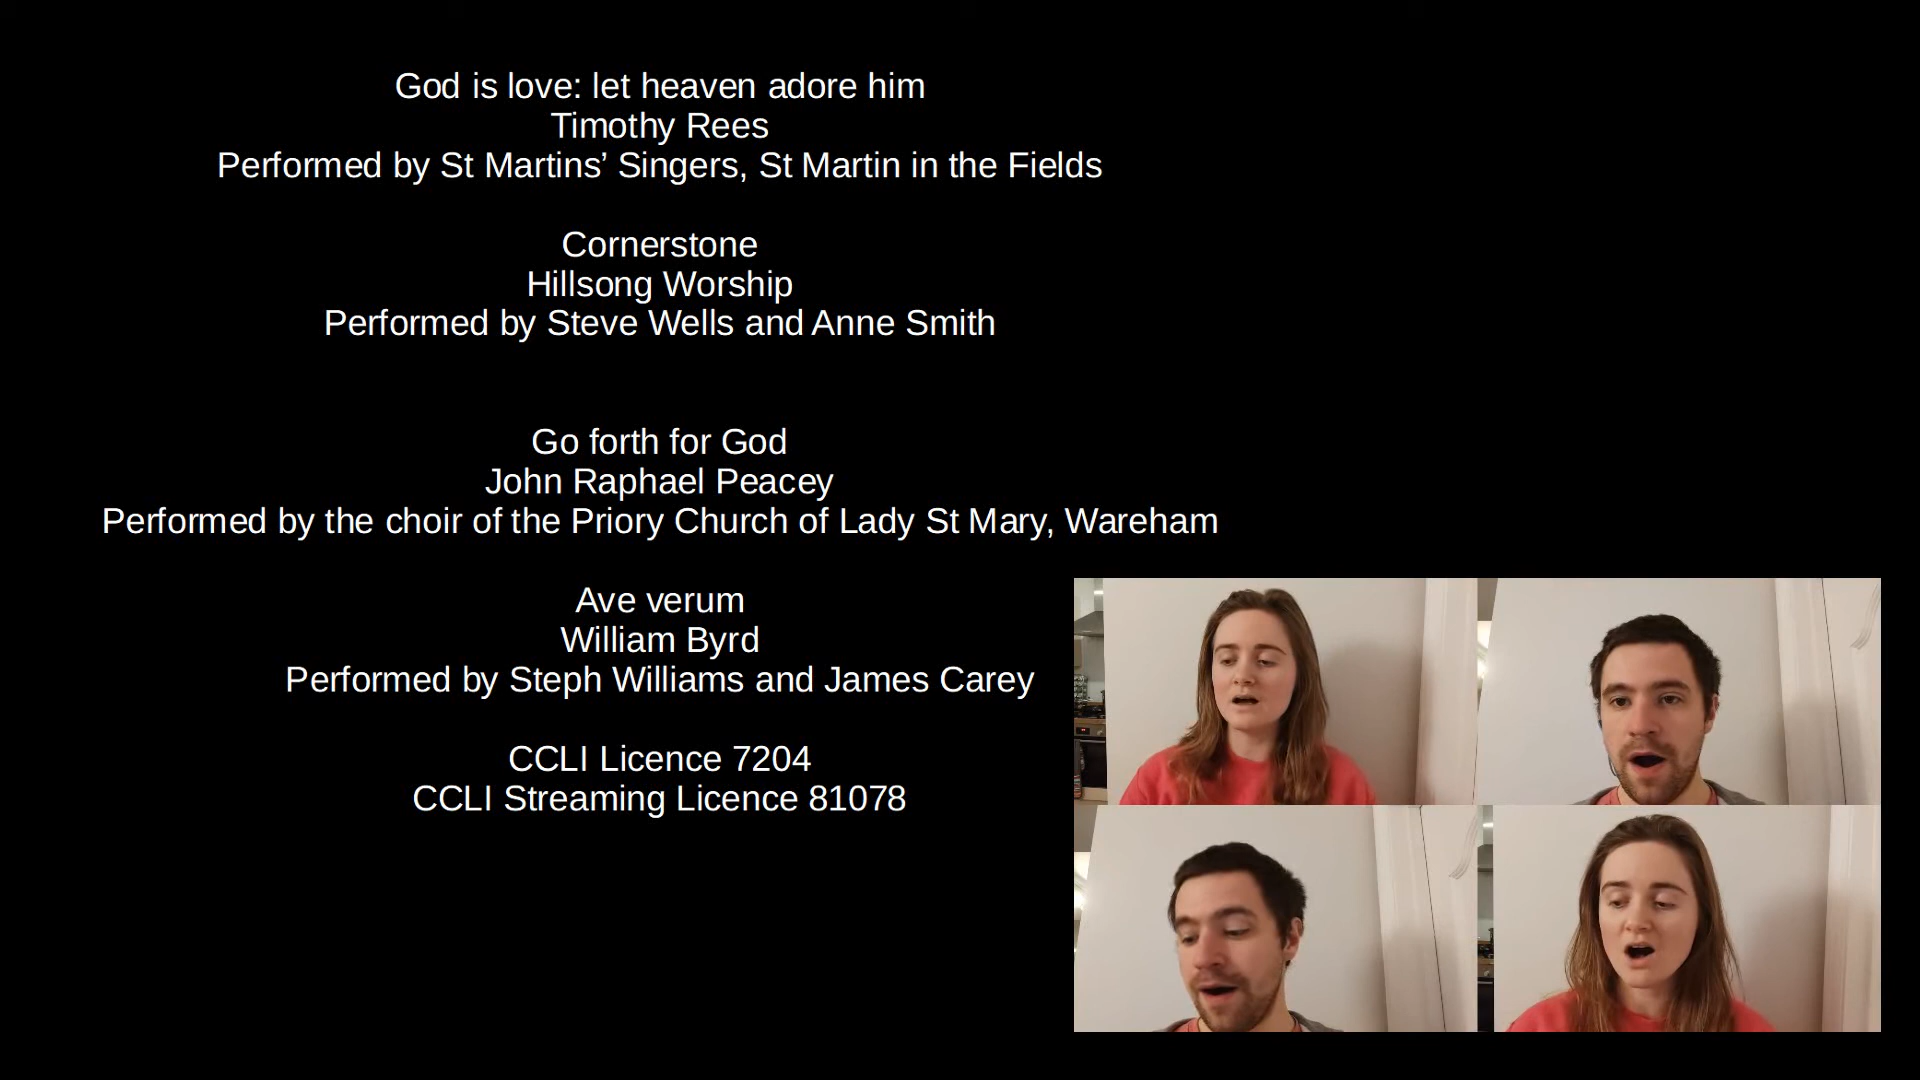 God is love: let heaven adore him
Timothy Rees
Performed by St Martins’ Singers, St Martin in the Fields
Cornerstone
Hillsong Worship
Performed by Steve Wells and Anne Smith
Go forth for God
John Raphael Peacey
Performed by the choir of the Priory Church of Lady St Mary, Wareham
Ave verum
William Byrd
Performed by Steph Williams and James Carey
CCLI Licence 7204
CCLI Streaming Licence 81078